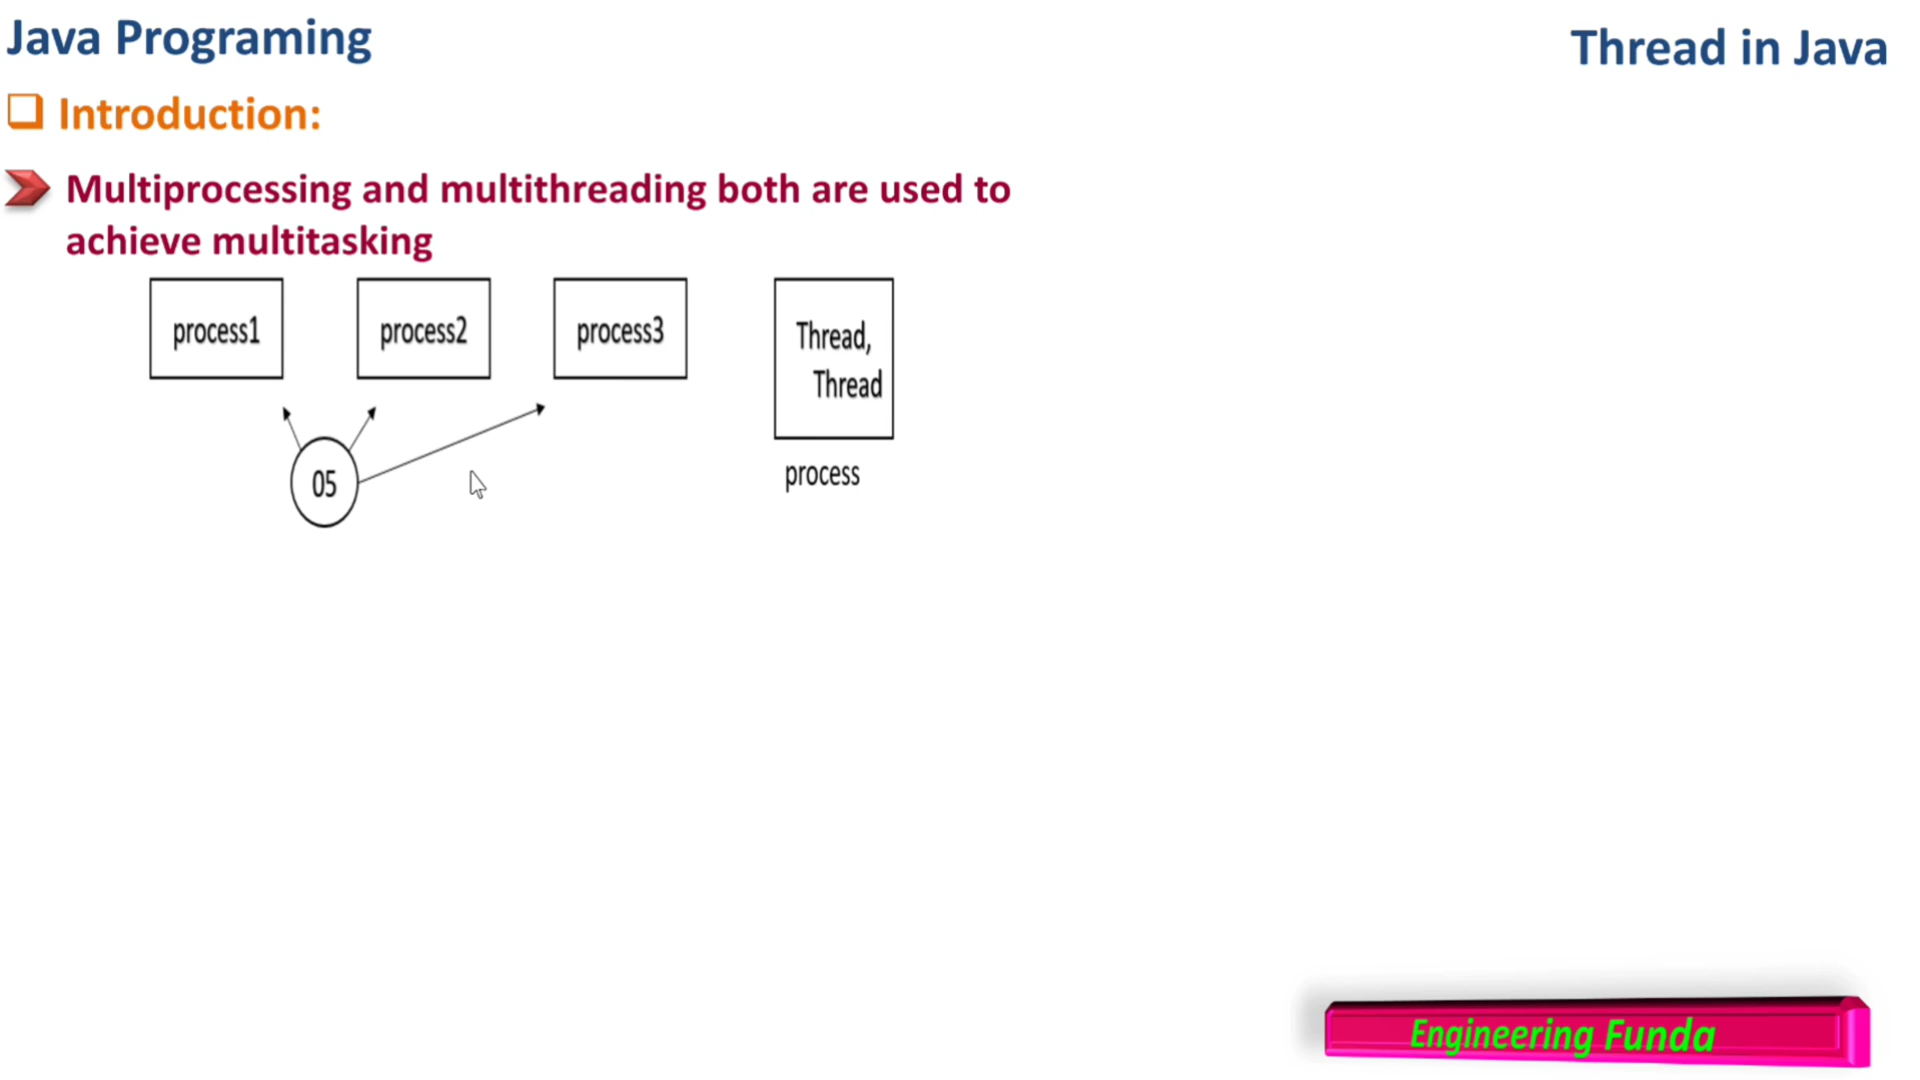 Java Programing
Thread in Java
Introduction:
Multiprocessing and multithreading both are used to
achieve multitasking
process1
process2
process3
Thread,
Thread
05
process
Engineering Funda